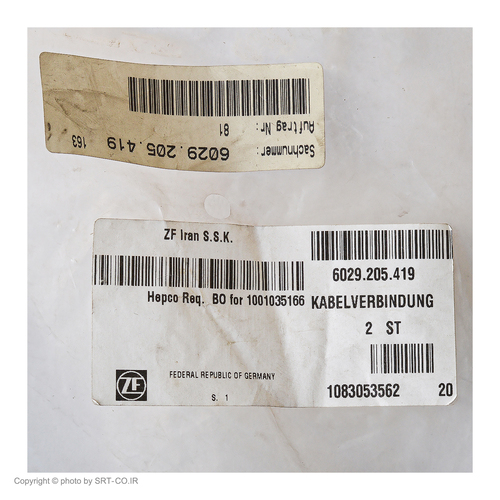 Sachnummer: 6029.205.419 163
Auftrag Nr: 81
ZF Iran S.S.K.
6029.205.419
Hepco Req. BO for 1001035166 KABELVERBINDUNG
2 ST
ZF
FEDERAL REPUBLIC OF GERMANY
1083053562 20
S. 1
Copyright © photo by SRT-CO.IR